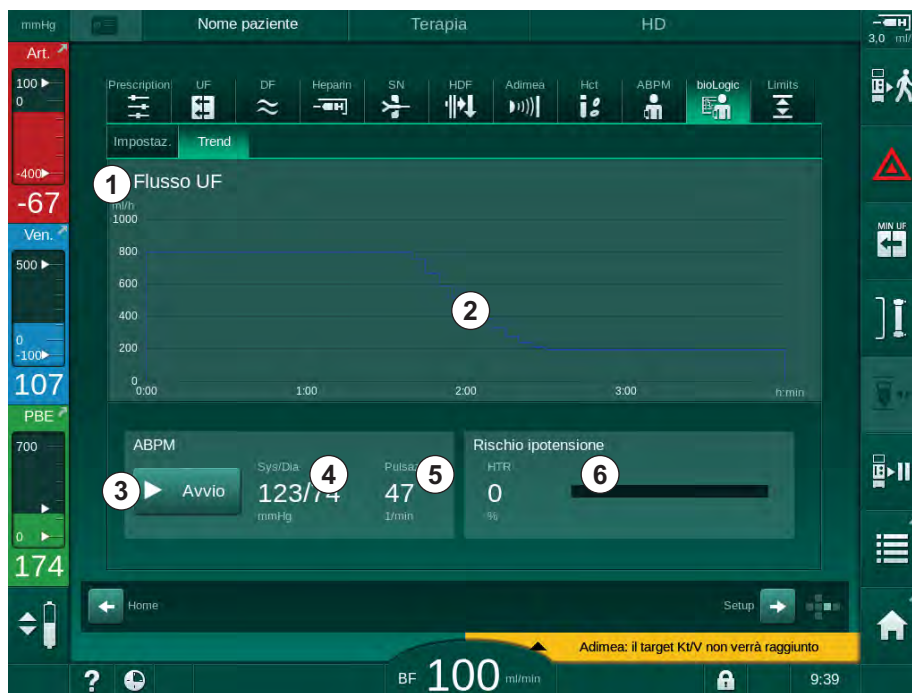 mmHg
Nome paziente
Terapia
HD
3,0 ml/
Art.
100
0
-400
-67
Ven.
500
0
-100
107
PBE
700
0
174
Prescription
UF
DF
Heparin
SN
HDF
Adimea
Hct
ABPM
bioLogic
Limits
Impostaz.
Trend
1
Flusso UF
ml/h
1000
800
600
400
200
0
2
0:00
1:00
2:00
3:00
h:min
ABPM
3
Avvio
Sys/Dia
123/74
mmHg
4
Pulsaz
47
1/min
5
Rischio ipotensione
HTR
0
%
6
MIN UF
Home
Setup
Adimea: il target Kt/V non verrà raggiunto
?
BF 100 ml/min
9:39